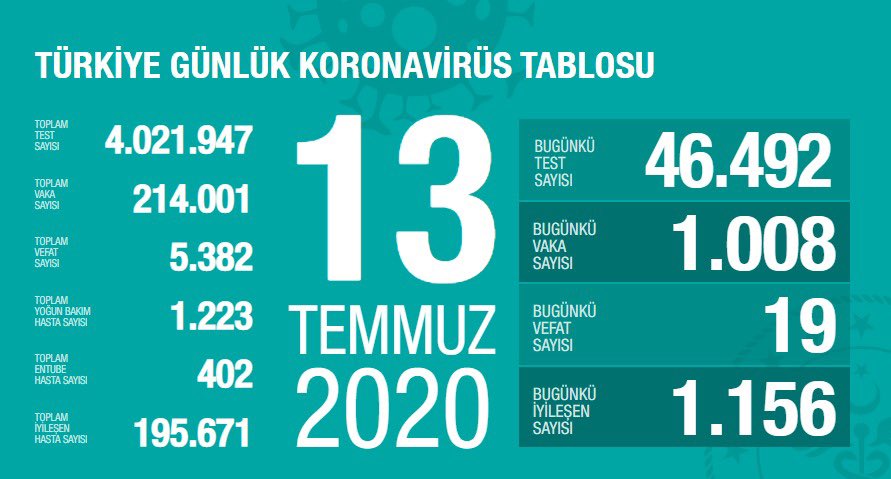 TÜRKİYE GÜNLÜK KORONAVİRÜS TABLOSU
TOPLAM
TEST
SAYISI
4.021.947
TOPLAM
VAKA
SAYISI
214.001
TOPLAM
VEFAT
SAYISI
5.382
TOPLAM
YOĞUN BAKIM
HASTA SAYISI
1.223
TOPLAM
ENTUBE
HASTA SAYISI
402
TOPLAM
İYİLEŞEN
HASTA SAYISI
195.671
13
TEMMUZ
2020
BUGÜNKÜ
TEST
SAYISI
46.492
BUGÜNKÜ
VAKA
SAYISI
1.008
BUGÜNKÜ
VEFAT
SAYISI
19
BUGÜNKÜ
İYİLEŞEN
SAYISI
1.156